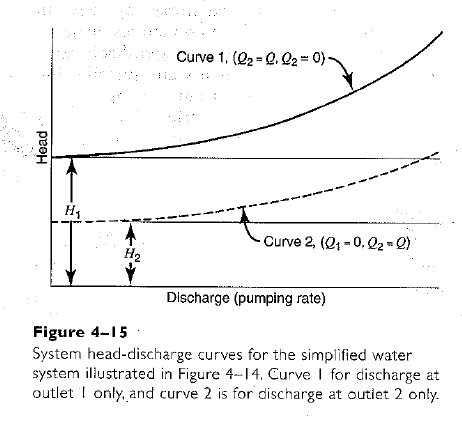 Curve 1, (Q2 = Q, Q2 = 0)
Head
H1
H2
Curve 2, (Q1 = 0, Q2 = Q)
Discharge (pumping rate)
Figure 4–15
System head-discharge curves for the simplified water
system illustrated in Figure 4–14. Curve 1 for discharge at
outlet 1 only, and curve 2 is for discharge at outlet 2 only.